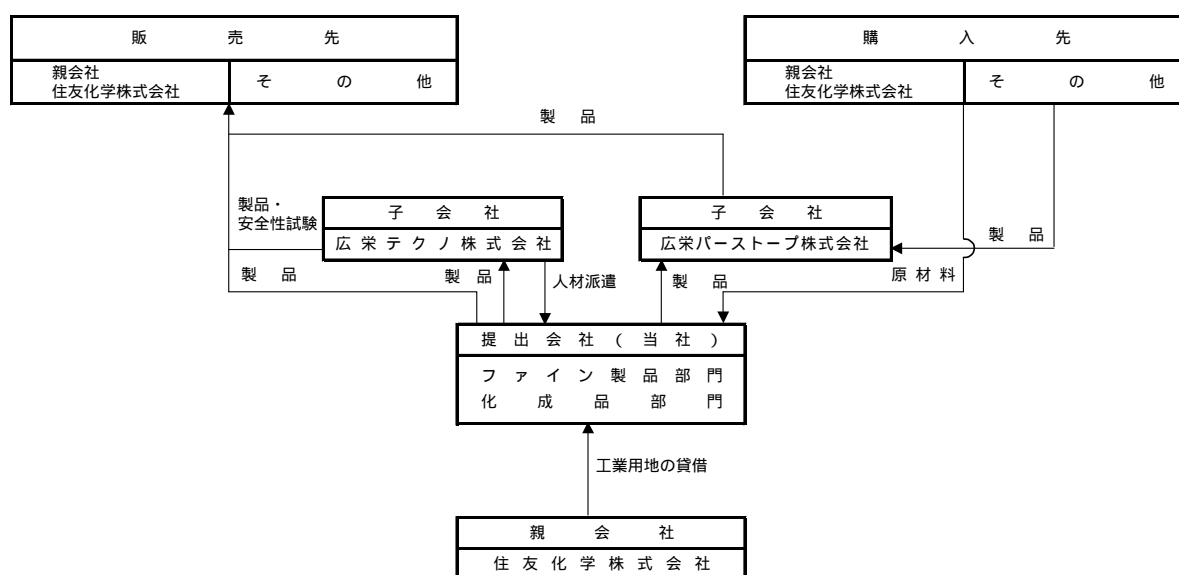 販売先
親会社
住友化学株式会社
その他
購入先
親会社
住友化学株式会社
その他
製品
製品・
安全性試験
子会社
広栄テクノ株式会社
子会社
広栄パーストープ株式会社
製品
製品
製品
人材派遣
製品
原材料
提出会社(当社)
ファイン製品部門
化成品部門
工業用地の貸借
親会社
住友化学株式会社